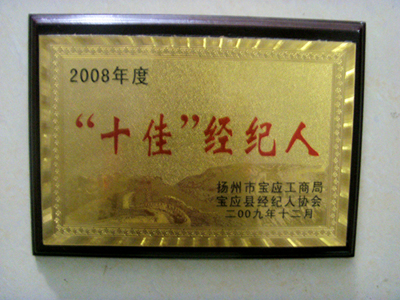 2008年度
“十佳”经纪人
扬州市宝应工商局
宝应县经纪人协会
二00九年十二月